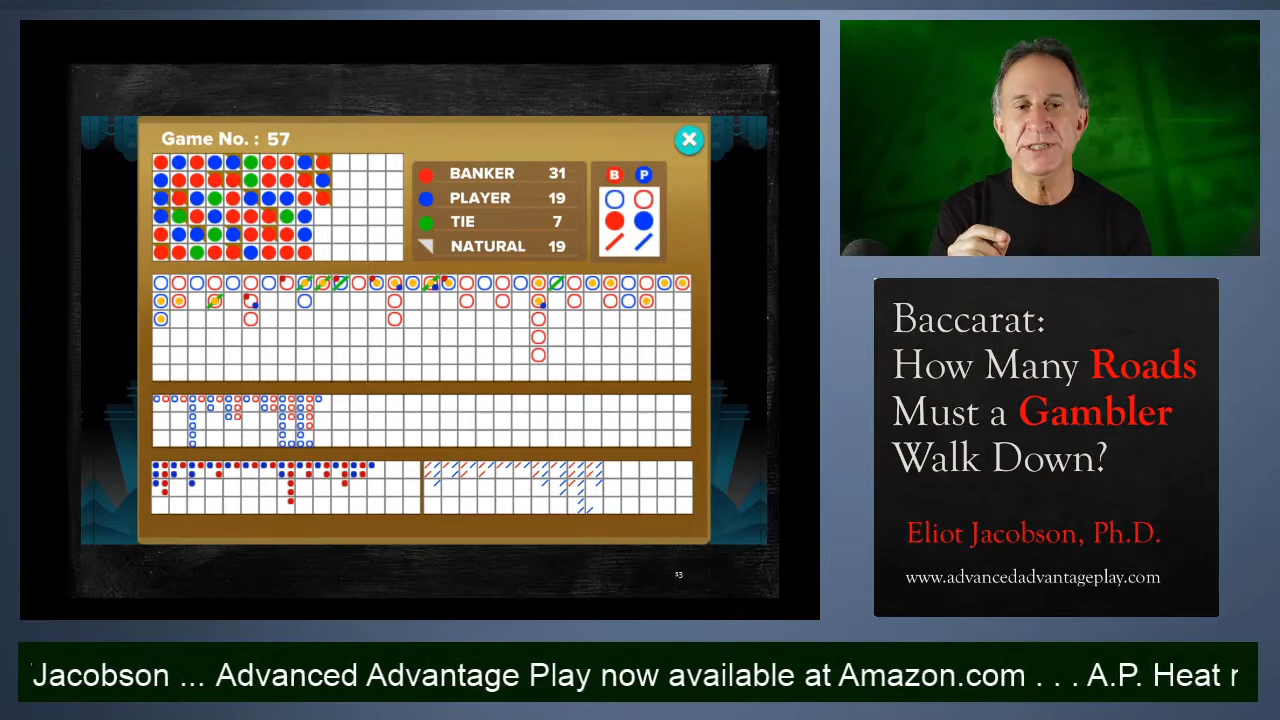 Game No. : 57
BANKER 31
PLAYER 19
TIE 7
NATURAL 19
B P
13
Baccarat:
How Many Roads
Must a Gambler
Walk Down?
Eliot Jacobson, Ph.D.
www.advancedadvantageplay.com
Jacobson ... Advanced Advantage Play now available at Amazon.com . . . A.P. Heat